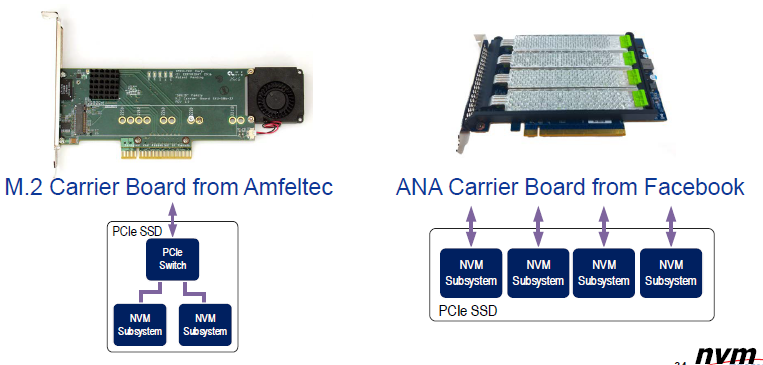 M.2 Carrier Board from Amfeltec
ANA Carrier Board from Facebook
PCIe SSD
PCIe
Switch
NVM
Subsystem
NVM
Subsystem
NVM
Subsystem
NVM
Subsystem
NVM
Subsystem
NVM
Subsystem
PCIe SSD
nvm